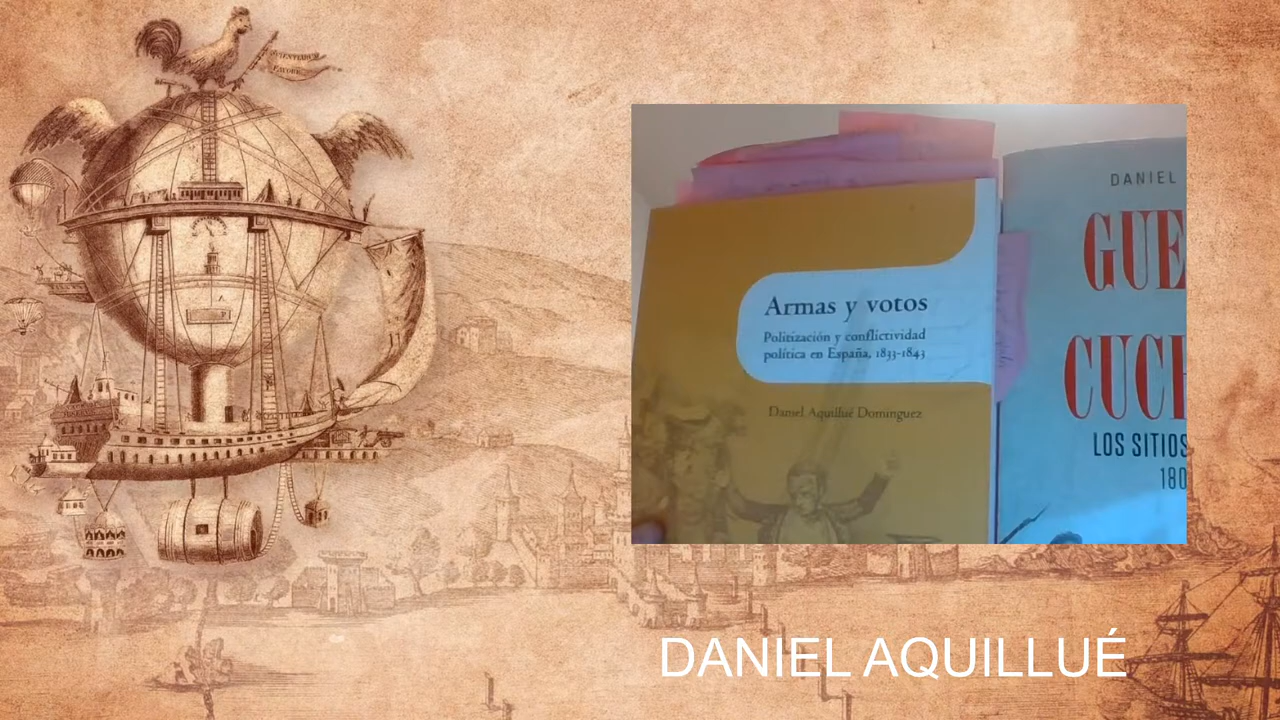 Armas y votos
Politización y conflictividad
política en España, 1833-1843
Daniel Aquillué Domínguez
DANIEL
GUE
CUCH
LOS SITIOS
180
DANIEL AQUILLUÉ